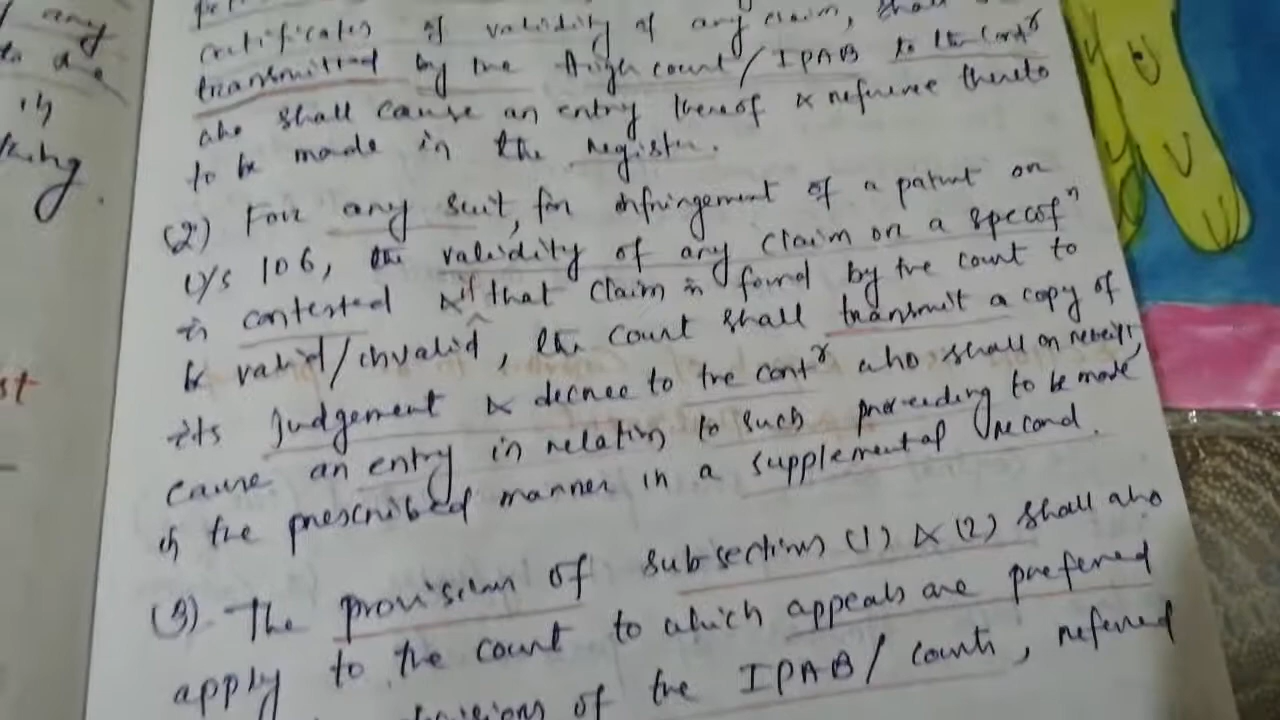 any
certificates of validity of any claim, shall
transmitted by the High court/IPAB to the Contr
who shall cause an entry thereof & reference thereto
to be made in the register.
(2) For any suit, for infringement of a patent or
u/s 106, the validity of any claim on a specofn
is contested & if that claim is found by the court to
be valid/invalid, the court shall transmit a copy of
its Judgement & decree to the contr who shall on receipt,
cause an entry in relation to such proceeding to be made
in the prescribed manner in a supplemental record.
(3). The provision of subsections (1) & (2) shall also
apply to the court to which appeals are preferred
of the IPAB/ courts, referred